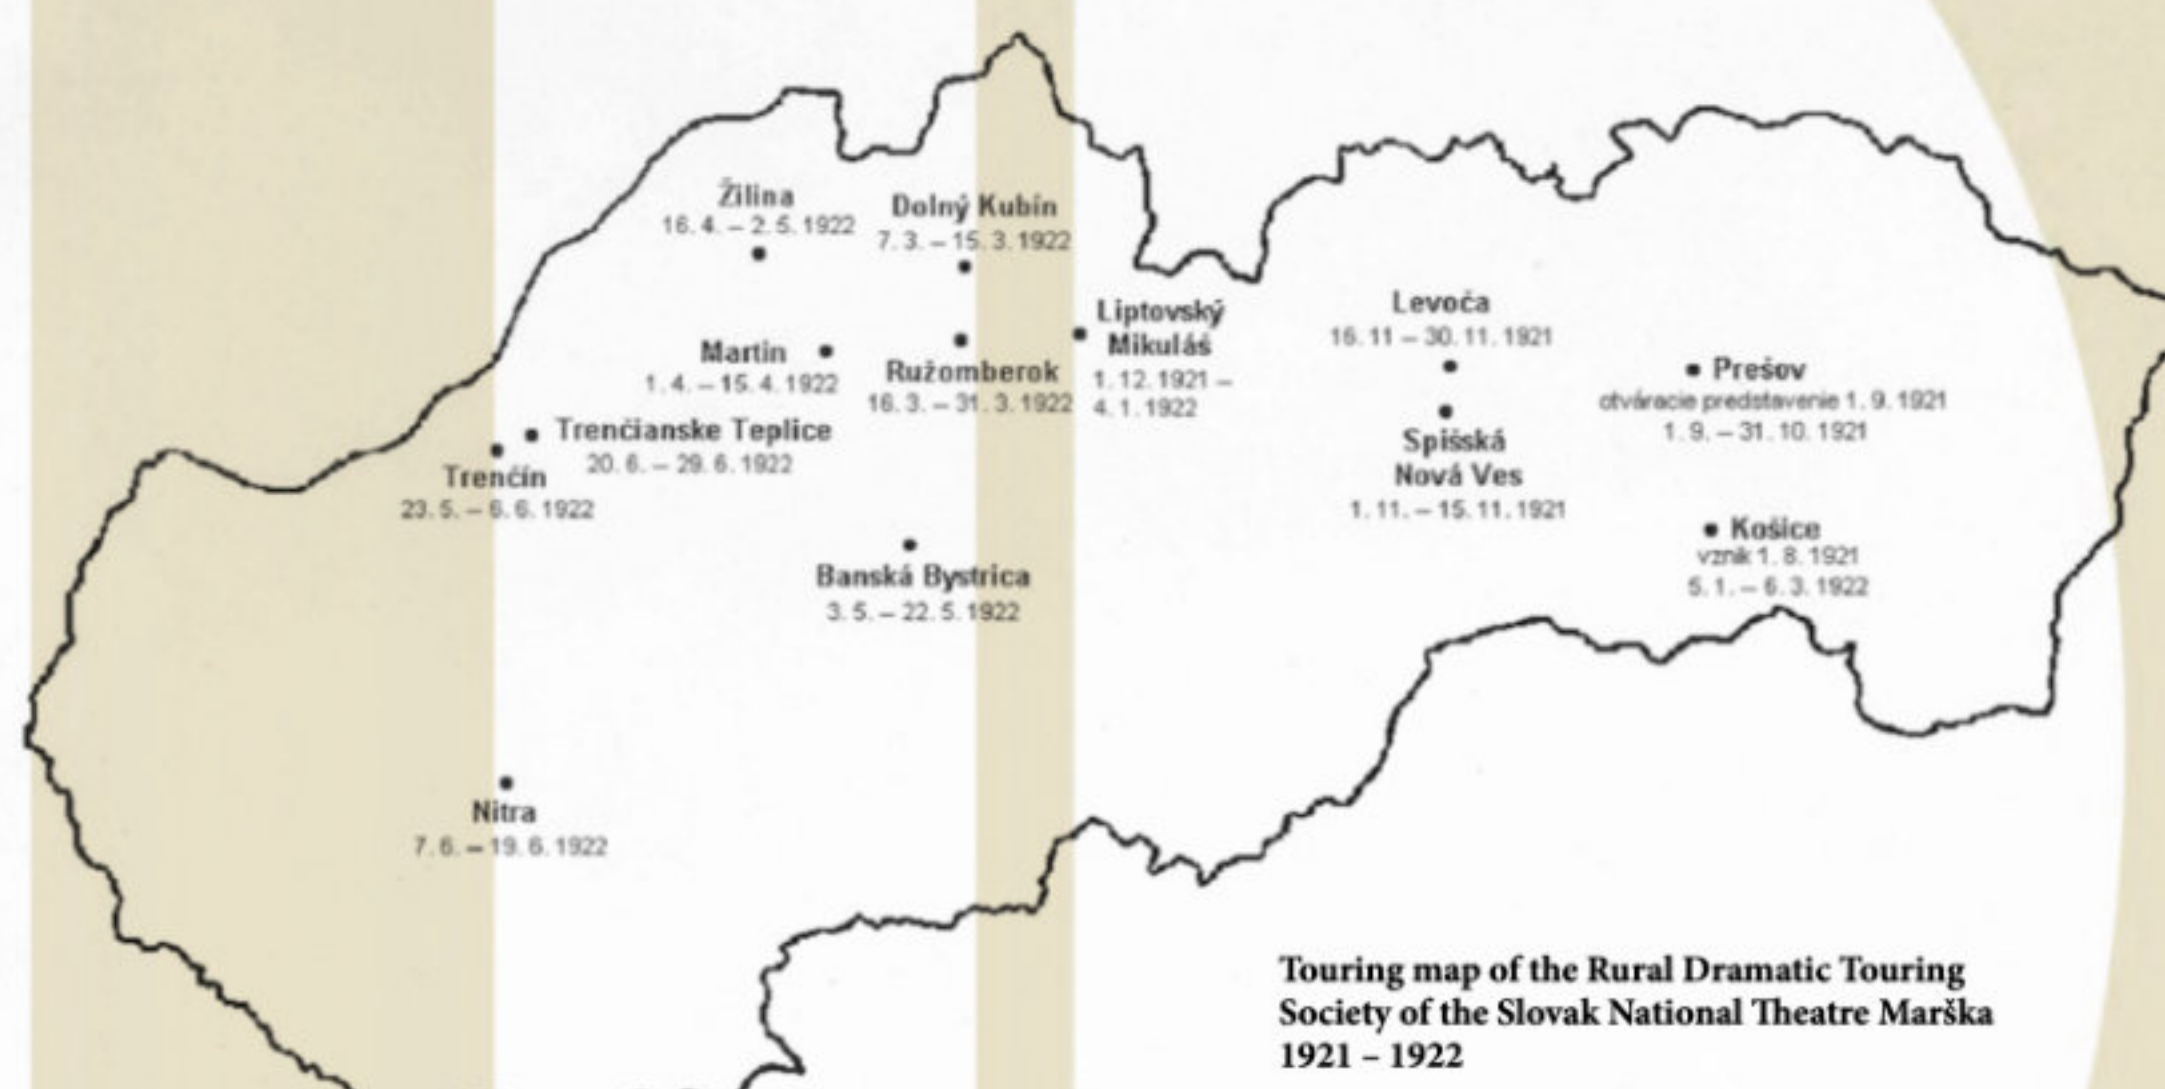 Žilina
16. 4. – 2. 5. 1922
Dolný Kubín
7. 3. – 15. 3. 1922
Liptovský
Mikuláš
1. 12. 1921 –
4. 1. 1922
Levoča
16. 11 – 30. 11. 1921
Martin
1. 4. – 15. 4. 1922
Ružomberok
16. 3. – 31. 3. 1922
Prešov
otváracie predstavenie 1. 9. 1921
1. 9. – 31. 10. 1921
Trenčianske Teplice
20. 6. – 29. 6. 1922
Trenčín
23. 5. – 6. 6. 1922
Spišská
Nová Ves
1. 11. – 15. 11. 1921
Košice
vznik 1. 8. 1921
5. 1. – 6. 3. 1922
Banská Bystrica
3. 5. – 22. 5. 1922
Nitra
7. 6. – 19. 6. 1922
Touring map of the Rural Dramatic Touring
Society of the Slovak National Theatre Marška
1921 – 1922